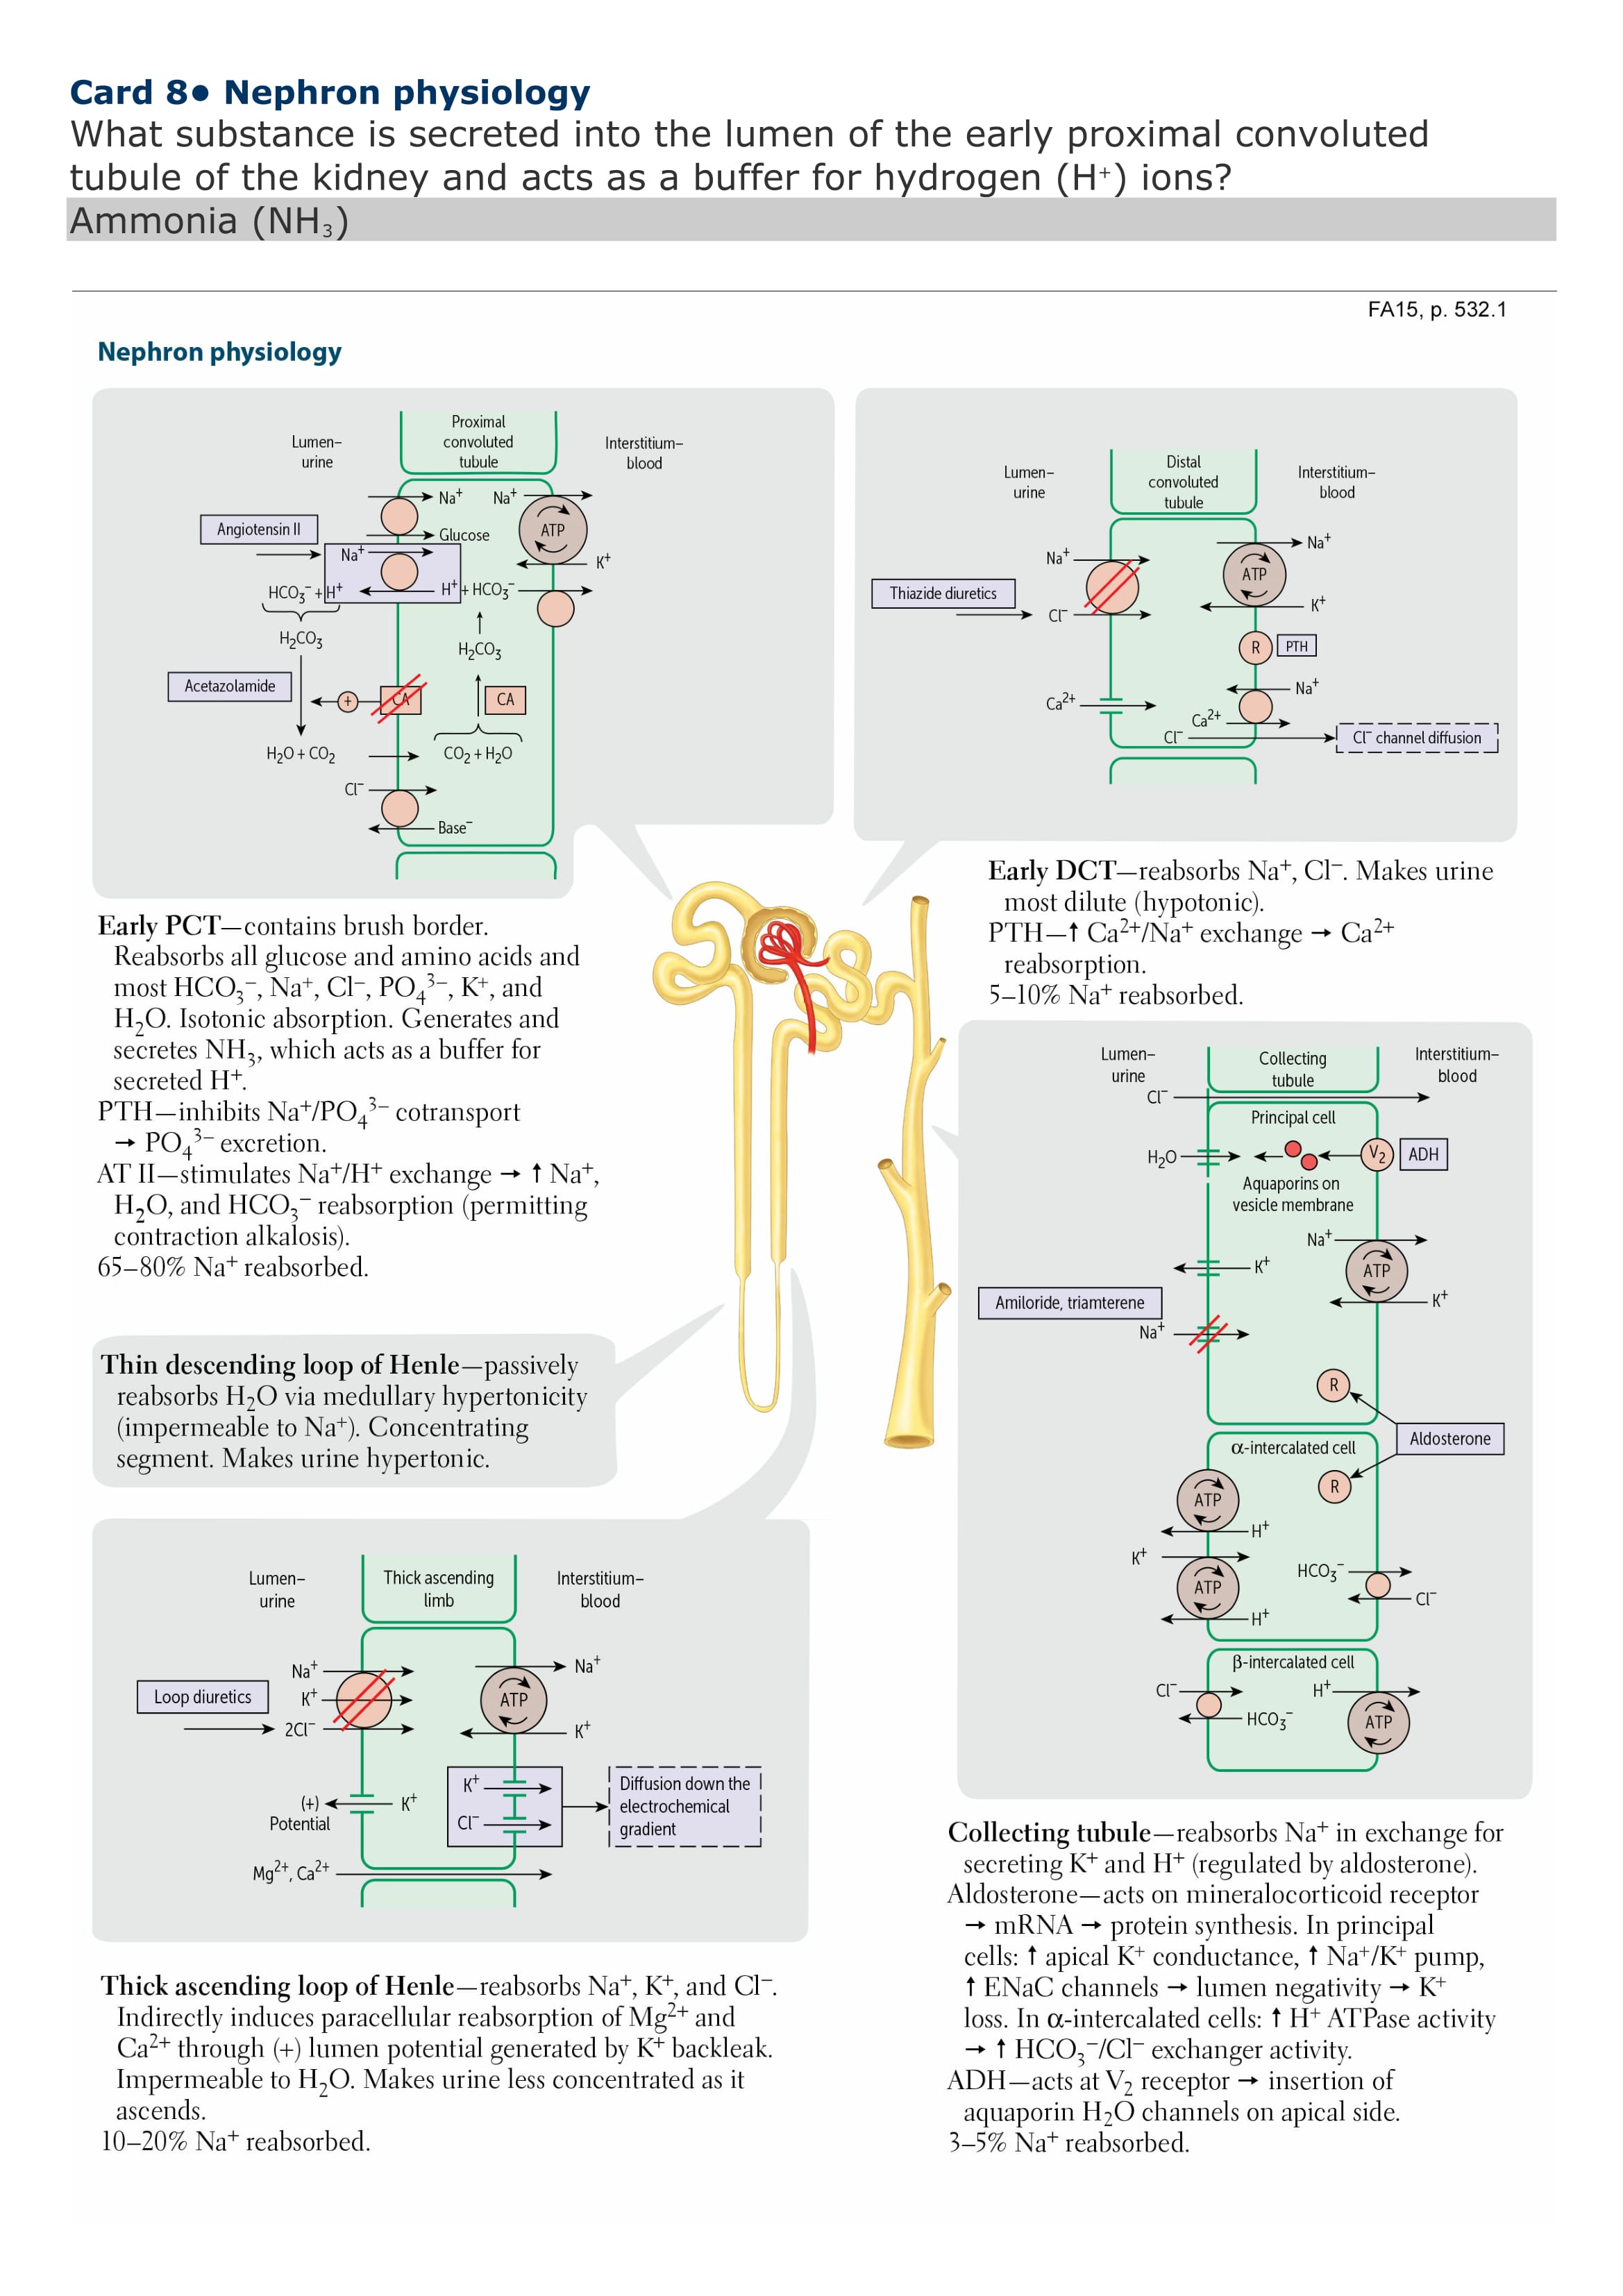 Card 8• Nephron physiology
What substance is secreted into the lumen of the early proximal convoluted
tubule of the kidney and acts as a buffer for hydrogen (H⁺) ions?
Ammonia (NH₃)
FA15, p. 532.1
Nephron physiology
Lumen–
urine
Proximal
convoluted
tubule
Interstitium–
blood
Na⁺
Na⁺
ATP
Glucose
K⁺
Angiotensin II
Na⁺
HCO₃⁻ + H⁺
H⁺ + HCO₃⁻
H₂CO₃
H₂CO₃
Acetazolamide
+
CA
CA
H₂O + CO₂
CO₂ + H₂O
Cl⁻
Base⁻
Early PCT—contains brush border.
Reabsorbs all glucose and amino acids and
most HCO₃⁻, Na⁺, Cl⁻, PO₄³⁻, K⁺, and
H₂O. Isotonic absorption. Generates and
secretes NH₃, which acts as a buffer for
secreted H⁺.
PTH—inhibits Na⁺/PO₄³⁻ cotransport
→ PO₄³⁻ excretion.
AT II—stimulates Na⁺/H⁺ exchange → ↑ Na⁺,
H₂O, and HCO₃⁻ reabsorption (permitting
contraction alkalosis).
65–80% Na⁺ reabsorbed.
Thin descending loop of Henle—passively
reabsorbs H₂O via medullary hypertonicity
(impermeable to Na⁺). Concentrating
segment. Makes urine hypertonic.
Lumen–
urine
Thick ascending
limb
Interstitium–
blood
Na⁺
K⁺
2Cl⁻
Loop diuretics
ATP
Na⁺
K⁺
(+)
Potential
K⁺
K⁺
Cl⁻
Diffusion down the
electrochemical
gradient
Mg²⁺, Ca²⁺
Thick ascending loop of Henle—reabsorbs Na⁺, K⁺, and Cl⁻.
Indirectly induces paracellular reabsorption of Mg²⁺ and
Ca²⁺ through (+) lumen potential generated by K⁺ backleak.
Impermeable to H₂O. Makes urine less concentrated as it
ascends.
10–20% Na⁺ reabsorbed.
Lumen–
urine
Distal
convoluted
tubule
Interstitium–
blood
Na⁺
Na⁺
ATP
Thiazide diuretics
Cl⁻
K⁺
R
PTH
Ca²⁺
Na⁺
Ca²⁺
Cl⁻
Cl⁻ channel diffusion
Early DCT—reabsorbs Na⁺, Cl⁻. Makes urine
most dilute (hypotonic).
PTH—↑ Ca²⁺/Na⁺ exchange → Ca²⁺
reabsorption.
5–10% Na⁺ reabsorbed.
Lumen–
urine
Collecting
tubule
Interstitium–
blood
Cl⁻
Principal cell
H₂O
V₂
ADH
Aquaporins on
vesicle membrane
Na⁺
K⁺
ATP
K⁺
Amiloride, triamterene
Na⁺
R
Aldosterone
α-intercalated cell
R
ATP
H⁺
K⁺
ATP
HCO₃⁻
Cl⁻
H⁺
β-intercalated cell
Cl⁻
H⁺
HCO₃⁻
ATP
Collecting tubule—reabsorbs Na⁺ in exchange for
secreting K⁺ and H⁺ (regulated by aldosterone).
Aldosterone—acts on mineralocorticoid receptor
→ mRNA → protein synthesis. In principal
cells: ↑ apical K⁺ conductance, ↑ Na⁺/K⁺ pump,
↑ ENaC channels → lumen negativity → K⁺
loss. In α-intercalated cells: ↑ H⁺ ATPase activity
→ ↑ HCO₃⁻/Cl⁻ exchanger activity.
ADH—acts at V₂ receptor → insertion of
aquaporin H₂O channels on apical side.
3–5% Na⁺ reabsorbed.